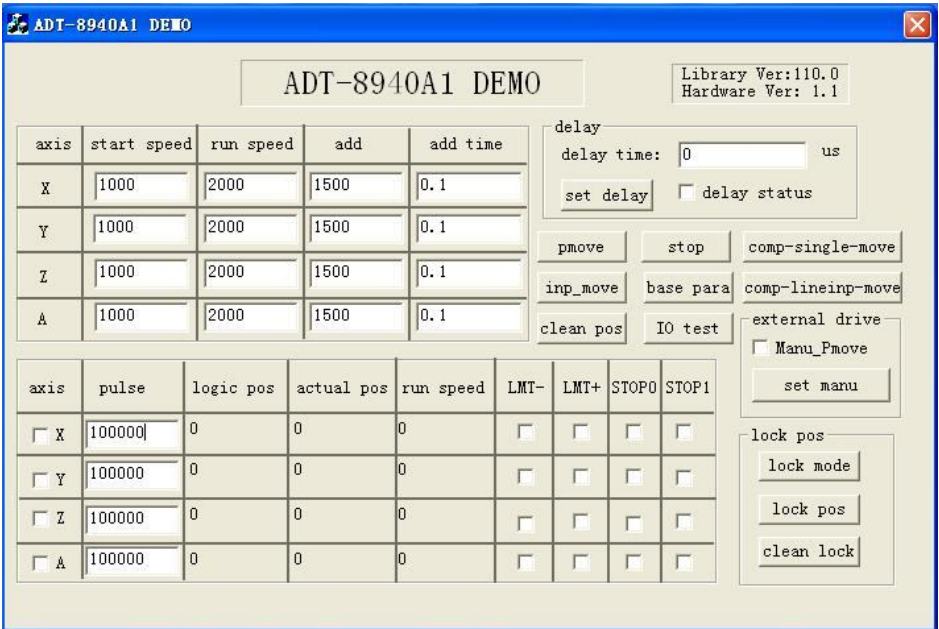 ADT-8940A1 DEMO
ADT-8940A1 DEMO
Library Ver:110.0
Hardware Ver: 1.1
axis start speed run speed add add time
X 1000 2000 1500 0.1
Y 1000 2000 1500 0.1
Z 1000 2000 1500 0.1
A 1000 2000 1500 0.1
delay
delay time: 0 us
set delay delay status
pmove stop comp-single-move
inp_move base para comp-lineinp-move
clean pos IO test
external drive
Manu_Pmove
set manu
axis pulse logic pos actual pos run speed LMT- LMT+ STOP0 STOP1
X 100000 0 0 0
Y 100000 0 0 0
Z 100000 0 0 0
A 100000 0 0 0
lock pos
lock mode
lock pos
clean lock